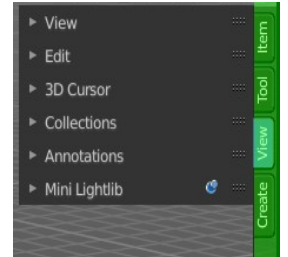 View
Edit
3D Cursor
Collections
Annotations
Mini Lightlib
Item
Tool
View
Create